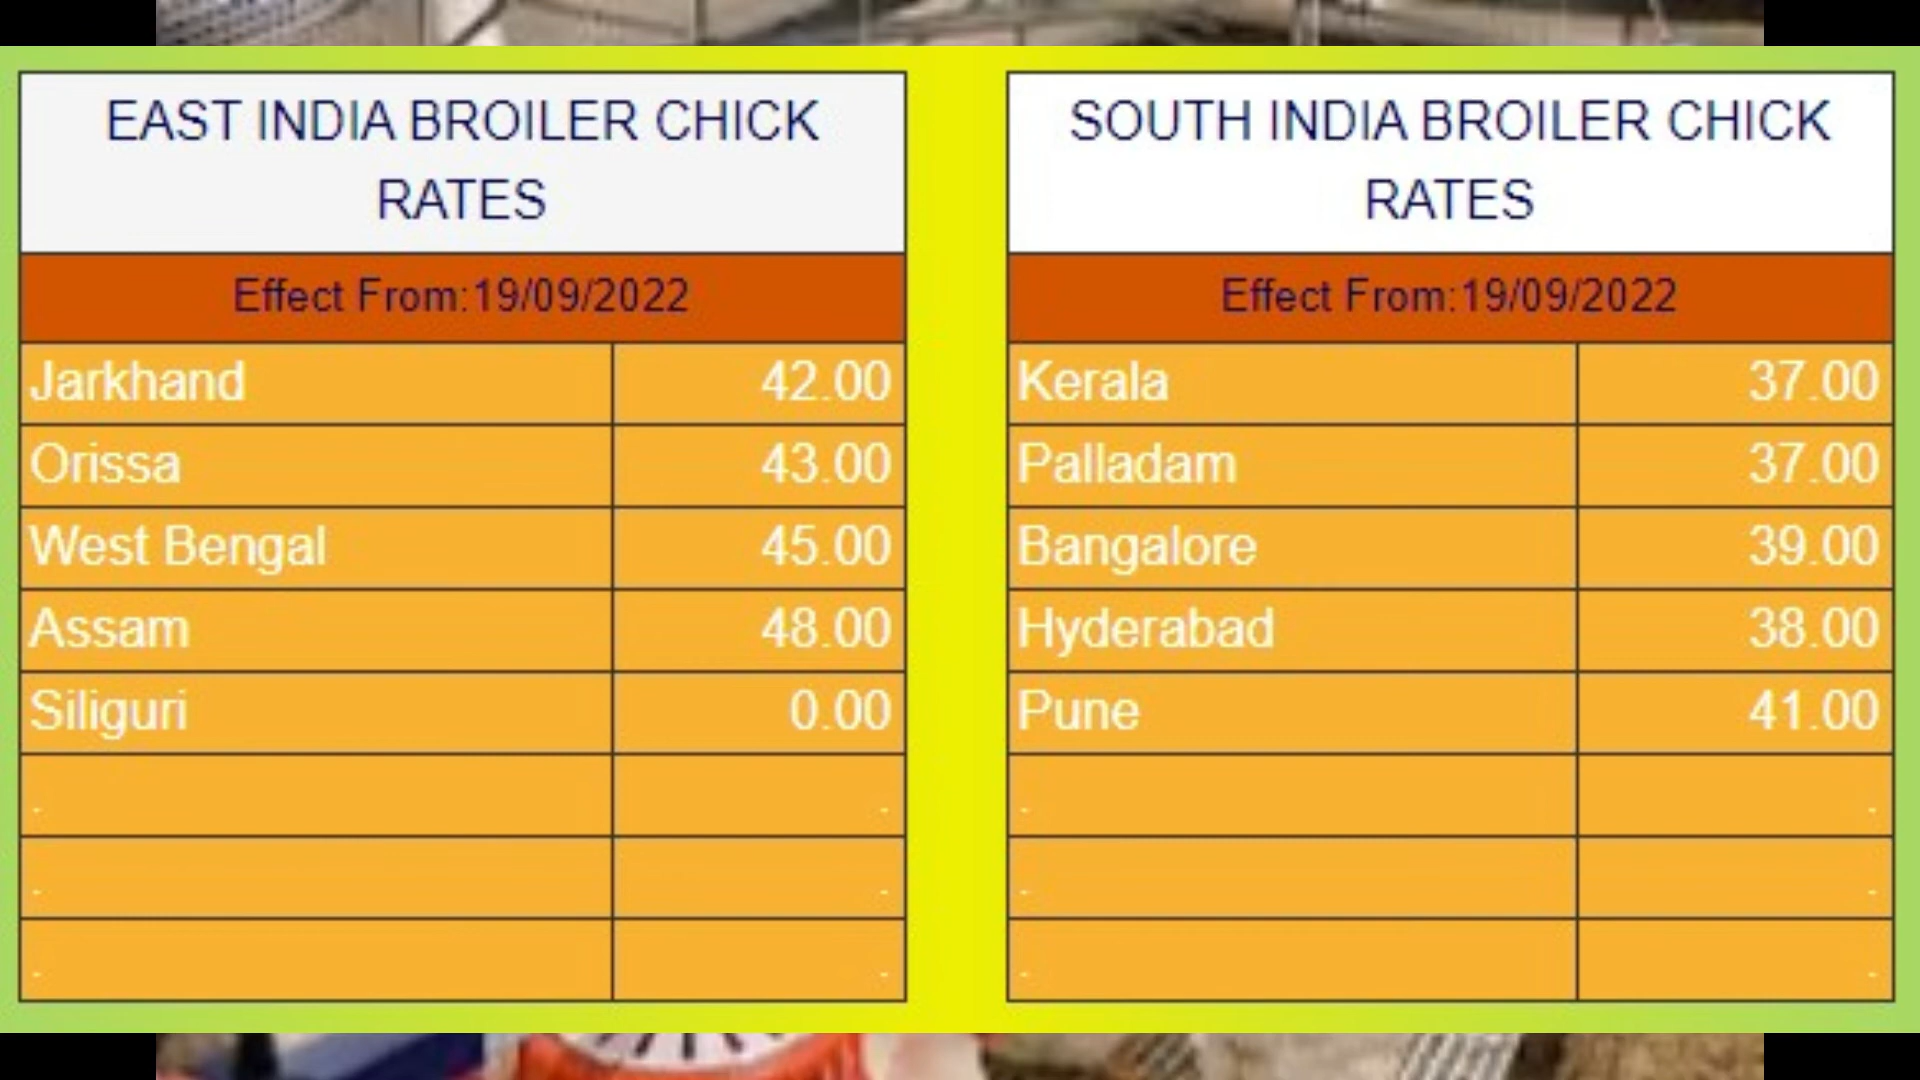 EAST INDIA BROILER CHICK
RATES
Effect From:19/09/2022
Jarkhand 42.00
Orissa 43.00
West Bengal 45.00
Assam 48.00
Siliguri 0.00
. .
. .
. .
SOUTH INDIA BROILER CHICK
RATES
Effect From:19/09/2022
Kerala 37.00
Palladam 37.00
Bangalore 39.00
Hyderabad 38.00
Pune 41.00
. .
. .
. .